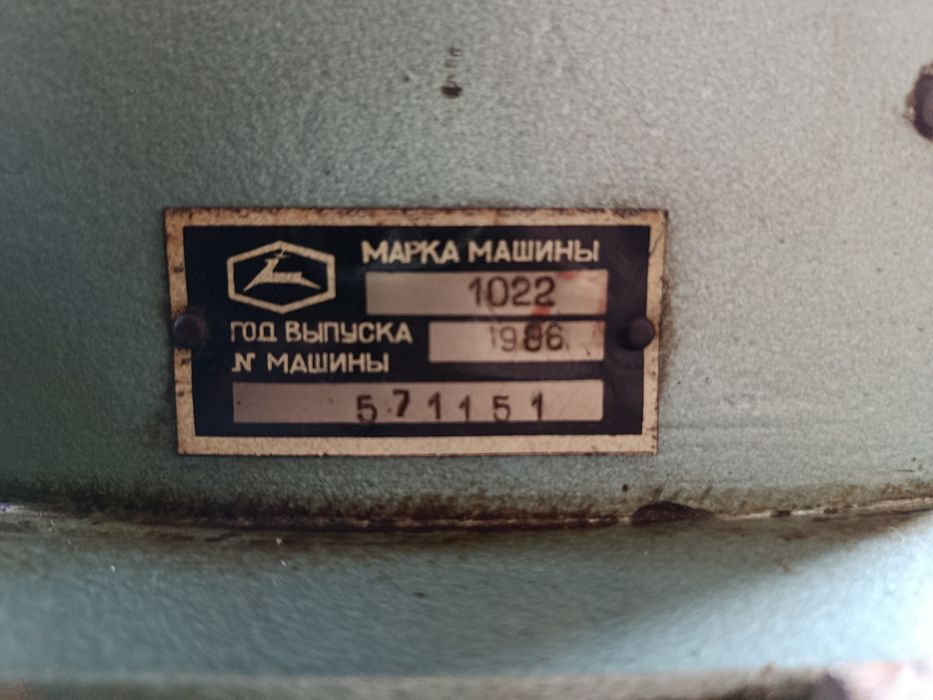 МАРКА МАШИНЫ
1022
ГОД ВЫПУСКА 1986
№ МАШИНЫ
571151